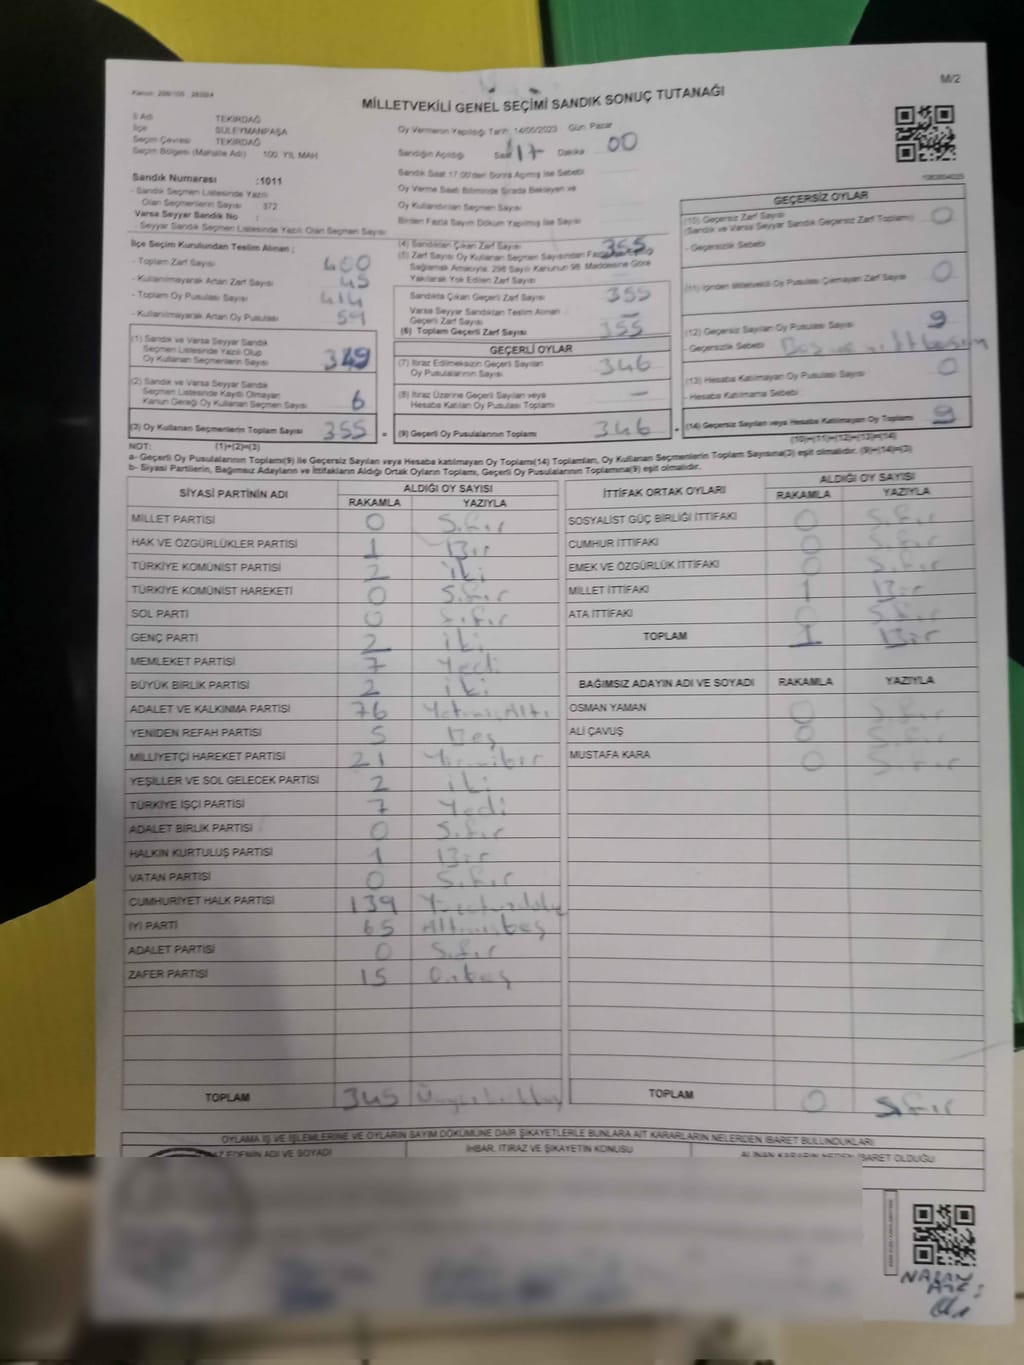 M/2
MİLLETVEKİLİ GENEL SEÇİMİ SANDIK SONUÇ TUTANAĞI
İl Adı TEKİRDAĞ
İlçe SÜLEYMANPAŞA
Seçim Çevresi TEKİRDAĞ
Seçim Bölgesi (Mahalle Adı) 100. YIL MAH
Sandık Numarası :1011
- Sandık Seçmen Listesinde Yazılı
Olan Seçmenlerin Sayısı : 372
Varsa Seyyar Sandık No :
- Seyyar Sandık Seçmen Listesinde Yazılı Olan Seçmen Sayısı
İlçe Seçim Kurulundan Teslim Alınan ;
- Toplam Zarf Sayısı 400
- Kullanılmayarak Artan Zarf Sayısı 45
- Toplam Oy Pusulası Sayısı 414
- Kullanılmayarak Artan Oy Pusulası 59
(1) Sandık ve Varsa Seyyar Sandık
Seçmen Listesinde Yazılı Olup
Oy Kullanan Seçmenlerin Sayısı 349
(2) Sandık ve Varsa Seyyar Sandık
Seçmen Listesinde Kayıtlı Olmayan
Kanun Gereği Oy Kullanan Seçmen Sayısı 6
(3) Oy Kullanan Seçmenlerin Toplam Sayısı 355
Oy Vermenin Yapıldığı Tarih: 14/05/2023 Gün: Pazar
Sandığın Açıldığı Saat 17 Dakika 00
Sandık Saat 17:00'den Sonra Açılmış İse Sebebi
Oy Verme Saati Bitiminde Sırada Bekleyen ve
Oy Kullandırılan Seçmen Sayısı
Birden Fazla Sayım Döküm Yapılmış İse Sayısı
(4) Sandıktan Çıkan Zarf Sayısı 355
(5) Zarf Sayısı Oy Kullanan Seçmen Sayısından
Sağlamak Amacıyla, 298 Sayılı Kanunun 98. Maddesine Göre
Yakılarak Yok Edilen Zarf Sayısı
Sandıkta Çıkan Geçerli Zarf Sayısı 355
Varsa Seyyar Sandıktan Teslim Alınan
Geçerli Zarf Sayısı —
(6) Toplam Geçerli Zarf Sayısı 355
GEÇERLİ OYLAR
(7) İtiraz Edilmeksizin Geçerli Sayılan
Oy Pusulalarının Sayısı 346
(8) İtiraz Üzerine Geçerli Sayılan veya
Hesaba Katılan Oy Pusulası Toplamı —
= (9) Geçerli Oy Pusulalarının Toplamı 346
GEÇERSİZ OYLAR
(10) Geçersiz Zarf Sayısı 0
(Sandık ve Varsa Seyyar Sandık Geçersiz Zarf Toplamı)
- Geçersizlik Sebebi
(11) İçinden Milletvekili Oy Pusulası Çıkmayan Zarf Sayısı 0
(12) Geçersiz Sayılan Oy Pusulası Sayısı 9
- Geçersizlik Sebebi
(13) Hesaba Katılmayan Oy Pusulası Sayısı 0
- Hesaba Katılmama Sebebi
+ (14) Geçersiz Sayılan veya Hesaba Katılmayan Oy Toplamı 9
NOT: (1)+(2)=(3) (10)+(11)+(12)+(13)=(14)
a- Geçerli Oy Pusulalarının Toplamı(9) ile Geçersiz Sayılan veya Hesaba katılmayan Oy Toplamı(14) Toplamları, Oy Kullanan Seçmenlerin Toplam Sayısına(3) eşit olmalıdır. (9)+(14)=(3)
b- Siyasi Partilerin, Bağımsız Adayların ve İttifakların Aldığı Oyların Toplamı, Geçerli Oy Pusulalarının Toplamına(9) eşit olmalıdır.
SİYASİ PARTİNİN ADI ALDIĞI OY SAYISI
RAKAMLA YAZIYLA
MİLLET PARTİSİ 0 Sıfır
HAK VE ÖZGÜRLÜKLER PARTİSİ 1 Bir
TÜRKİYE KOMÜNİST PARTİSİ 2 iki
TÜRKİYE KOMÜNİST HAREKETİ 0 Sıfır
SOL PARTİ 0 Sıfır
GENÇ PARTİ 2 iki
MEMLEKET PARTİSİ 7 Yedi
BÜYÜK BİRLİK PARTİSİ 2 iki
ADALET VE KALKINMA PARTİSİ 76 YetmişAltı
YENİDEN REFAH PARTİSİ 5 Beş
MİLLİYETÇİ HAREKET PARTİSİ 21 Yirmibir
YEŞİLLER VE SOL GELECEK PARTİSİ 2 iki
TÜRKİYE İŞÇİ PARTİSİ 7 Yedi
ADALET BİRLİK PARTİSİ 0 Sıfır
HALKIN KURTULUŞ PARTİSİ 1 Bir
VATAN PARTİSİ 0 Sıfır
CUMHURİYET HALK PARTİSİ 139
İYİ PARTİ 65 Altmışbeş
ADALET PARTİSİ 0 Sıfır
ZAFER PARTİSİ 15 Onbeş
TOPLAM 345
İTTİFAK ORTAK OYLARI ALDIĞI OY SAYISI
RAKAMLA YAZIYLA
SOSYALİST GÜÇ BİRLİĞİ İTTİFAKI 0 Sıfır
CUMHUR İTTİFAKI 0 Sıfır
EMEK VE ÖZGÜRLÜK İTTİFAKI 0 Sıfır
MİLLET İTTİFAKI 1 Bir
ATA İTTİFAKI 0 Sıfır
TOPLAM 1 Bir
BAĞIMSIZ ADAYIN ADI VE SOYADI RAKAMLA YAZIYLA
OSMAN YAMAN 0 Sıfır
ALİ ÇAVUŞ 0 Sıfır
MUSTAFA KARA 0 Sıfır
TOPLAM 0 Sıfır
OYLAMA İŞ VE İŞLEMLERİNE VE OYLARIN SAYIM DÖKÜMÜNE DAİR ŞİKAYETLERLE BUNLARA AİT KARARLARIN NELERDEN İBARET BULUNDUKLARI
EDENİN ADI VE SOYADI İHBAR, İTİRAZ VE ŞİKAYETİN KONUSU ALINAN KARARIN NEDEN İBARET OLDUĞU